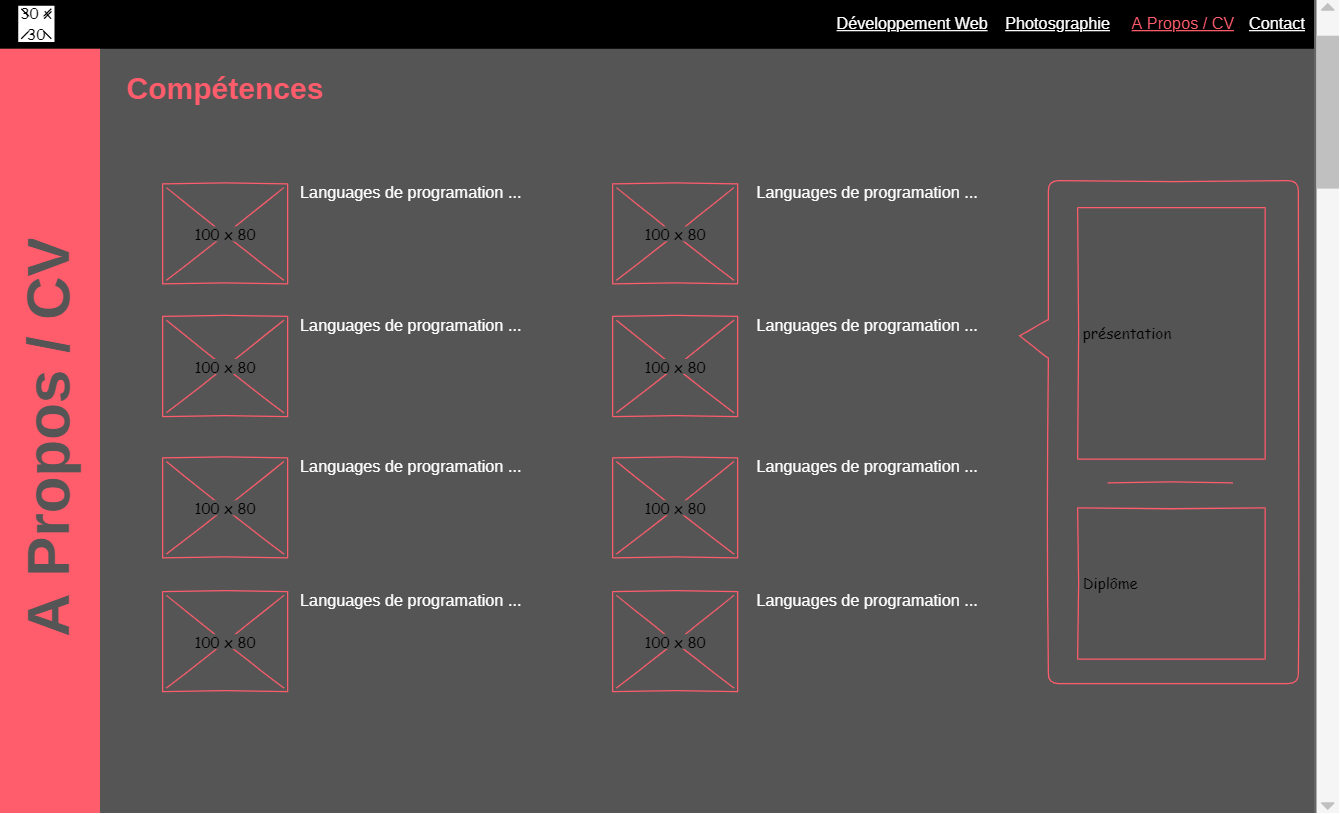 30 x
30
Développement Web
Photosgraphie
A Propos / CV
Contact
A Propos / CV
Compétences
100 x 80
Languages de programation ...
100 x 80
Languages de programation ...
100 x 80
Languages de programation ...
100 x 80
Languages de programation ...
100 x 80
Languages de programation ...
100 x 80
Languages de programation ...
100 x 80
Languages de programation ...
100 x 80
Languages de programation ...
présentation
Diplôme